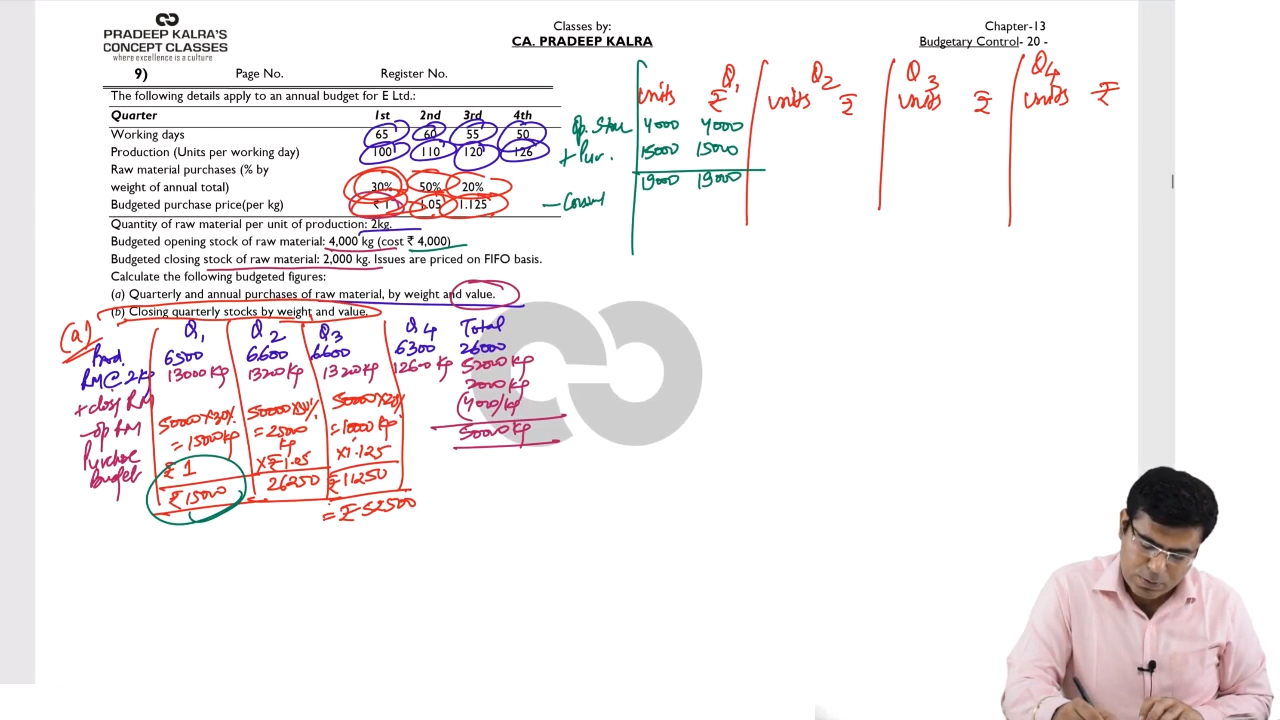 PRADEEP KALRA'S
CONCEPT CLASSES
where excellence is a culture
Classes by:
CA. PRADEEP KALRA
Chapter-13
Budgetary Control- 20 -
9) Page No. Register No.
The following details apply to an annual budget for E Ltd.:
Quarter 1st 2nd 3rd 4th
Working days 65 60 55 50
Production (Units per working day) 100 110 120 126
Raw material purchases (% by
weight of annual total) 30% 50% 20%
Budgeted purchase price(per kg) ₹ 1 1.05 1.125
Quantity of raw material per unit of production: 2kg.
Budgeted opening stock of raw material: 4,000 kg (cost ₹ 4,000)
Budgeted closing stock of raw material: 2,000 kg. Issues are priced on FIFO basis.
Calculate the following budgeted figures:
(a) Quarterly and annual purchases of raw material, by weight and value.
(b) Closing quarterly stocks by weight and value.
Q1 Q2 Q3 Q4
units ₹ units ₹ units ₹ units ₹
4000 4000
+ Pur. 15000 15000
19000 19000
(a) Q1 Q2 Q3 Q4 Total
Prod. 6500 6600 6600 6300 26000
RM @ 2 kg 13000 kg 13200 kg 13200 kg 12600 kg 52000 kg
+ clos RM 2000 kg
- op RM (4000)kg
50000 kg
Purchase
Budget
50000×30% 50000×50% 50000×20%
= 15000 kg = 25000 kg = 10000 kg
₹ 1 ×₹1.05 ×1.125
₹15000 26250 ₹11250
= ₹ 52500